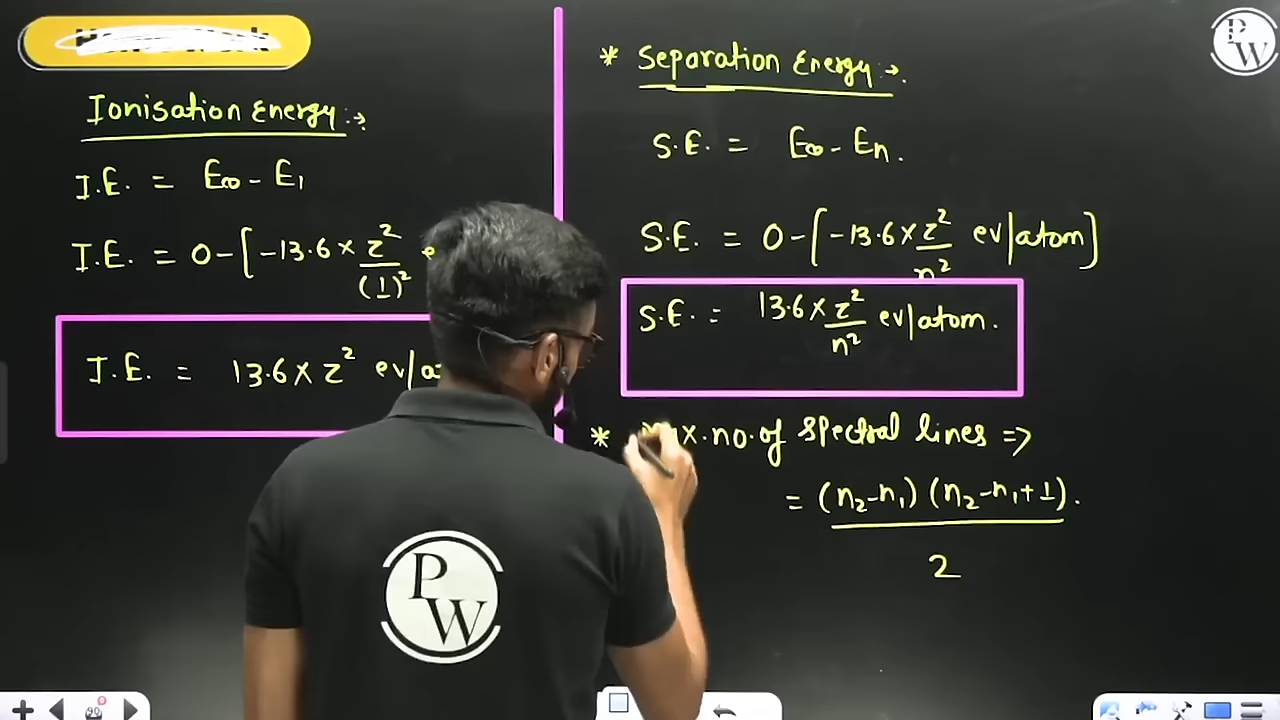 Ionisation Energy :→
I.E. = E∞ - E1
I.E. = 0 - [-13.6 × z²/(1)²
I.E. = 13.6 × z² ev/a
* Separation Energy :→.
S.E. = E∞ - En.
S.E. = 0 - [-13.6 × z²/n² ev/atom]
S.E. = 13.6 × z²/n² ev/atom.
* x.no.of spectral lines ⇒
= (n₂-n₁) (n₂-n₁+1).
2
PW
PW